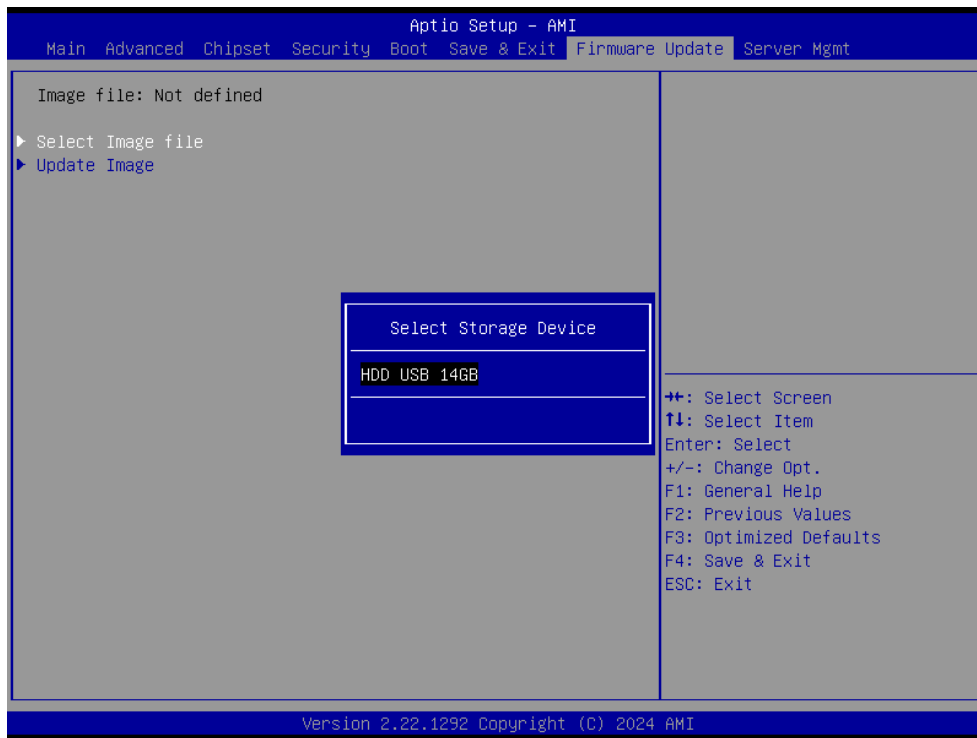 Aptio Setup – AMI
Main Advanced Chipset Security Boot Save & Exit Firmware Update Server Mgmt
Image file: Not defined
▶ Select Image file
▶ Update Image
Select Storage Device
HDD USB 14GB
→←: Select Screen
↑↓: Select Item
Enter: Select
+/–: Change Opt.
F1: General Help
F2: Previous Values
F3: Optimized Defaults
F4: Save & Exit
ESC: Exit
Version 2.22.1292 Copyright (C) 2024 AMI